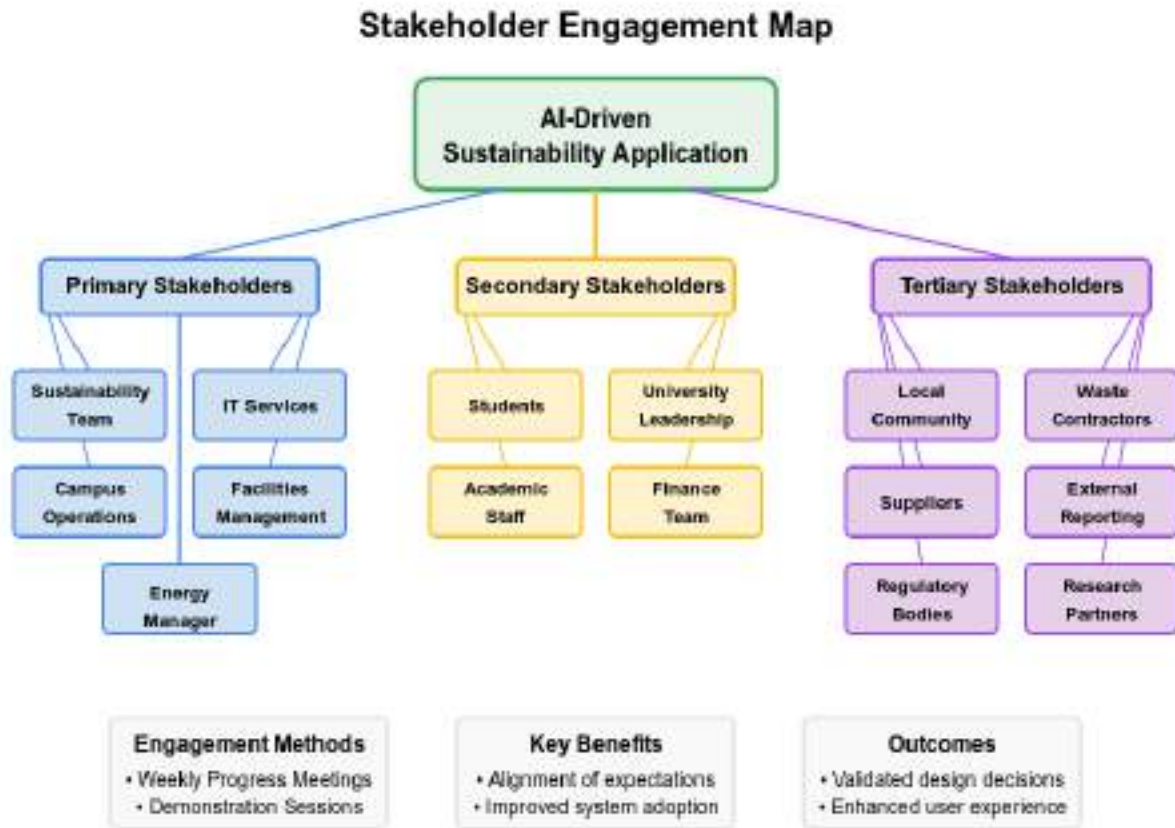 Stakeholder Engagement Map
AI-Driven
Sustainability Application
Primary Stakeholders
Secondary Stakeholders
Tertiary Stakeholders
Sustainability
Team
IT Services
Students
University
Leadership
Local
Community
Waste
Contractors
Campus
Operations
Facilities
Management
Academic
Staff
Finance
Team
Suppliers
External
Reporting
Energy
Manager
Regulatory
Bodies
Research
Partners
Engagement Methods
• Weekly Progress Meetings
• Demonstration Sessions
Key Benefits
• Alignment of expectations
• Improved system adoption
Outcomes
• Validated design decisions
• Enhanced user experience